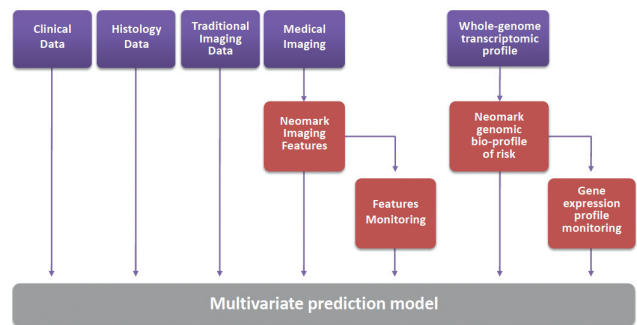 Clinical
Data
Histology
Data
Traditional
Imaging
Data
Medical
Imaging
Whole-genome
transcriptomic
profile
Neomark
Imaging
Features
Neomark
genomic
bio-profile
of risk
Features
Monitoring
Gene
expression
profile
monitoring
Multivariate prediction model